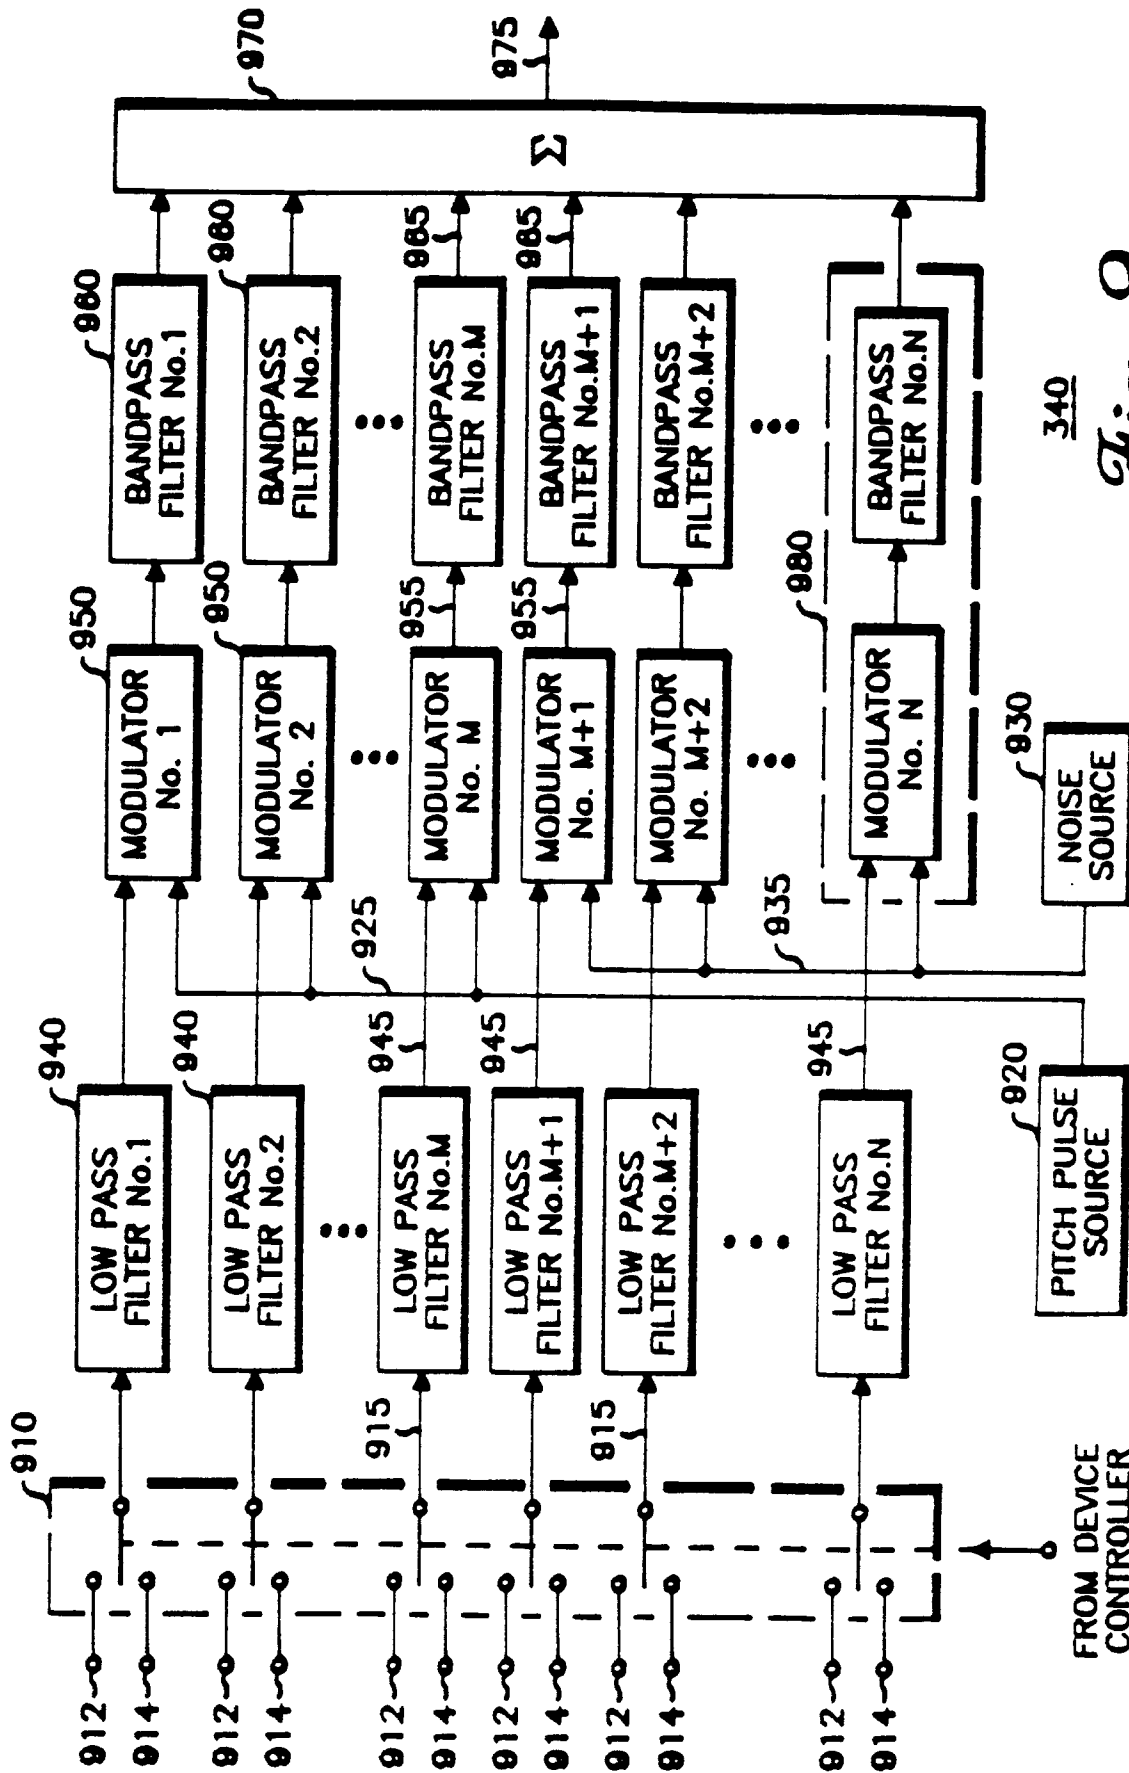 910
912
914
912
914
912
914
912
914
912
914
912
914
915
915
FROM DEVICE
CONTROLLER
940
LOW PASS
FILTER No.1
940
LOW PASS
FILTER No.2
LOW PASS
FILTER No.M
LOW PASS
FILTER No.M+1
LOW PASS
FILTER No.M+2
LOW PASS
FILTER No.N
945
945
945
920
PITCH PULSE
SOURCE
925
935
930
NOISE
SOURCE
950
MODULATOR
No. 1
950
MODULATOR
No. 2
MODULATOR
No. M
MODULATOR
No. M+1
MODULATOR
No. M+2
MODULATOR
No. N
955
955
980
960
BANDPASS
FILTER No.1
960
BANDPASS
FILTER No.2
BANDPASS
FILTER No.M
BANDPASS
FILTER No.M+1
BANDPASS
FILTER No.M+2
BANDPASS
FILTER No.N
965
965
970
Σ
975
340